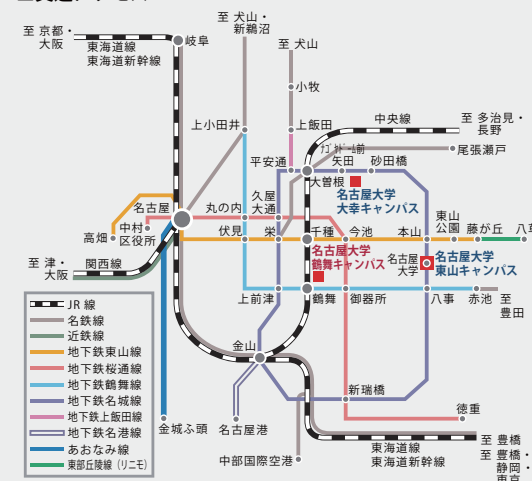 至 京都・
大阪
東海道線
東海道新幹線
岐阜
至 犬山・
新鵜沼
至 犬山
小牧
上小田井
上飯田
中央線
至 多治見・
長野
尾張瀬戸
平安通
ナゴヤドーム前
矢田
砂田橋
大曽根
名古屋大学
大幸キャンパス
名古屋
丸の内
久屋
大通
中村
区役所
高畑
伏見
栄
千種
今池
本山
東山
公園
藤が丘
八草
至 津・
大阪
関西線
名古屋大学
鶴舞キャンパス
名古屋
大学
名古屋大学
東山キャンパス
上前津
鶴舞
御器所
八事
赤池
至
豊田
JR 線
名鉄線
近鉄線
地下鉄東山線
地下鉄桜通線
地下鉄鶴舞線
地下鉄名城線
地下鉄上飯田線
地下鉄名港線
あおなみ線
東部丘陵線（リニモ）
金山
新瑞橋
徳重
金城ふ頭
名古屋港
中部国際空港
東海道線
東海道新幹線
至 豊橋
至 豊橋・
静岡・